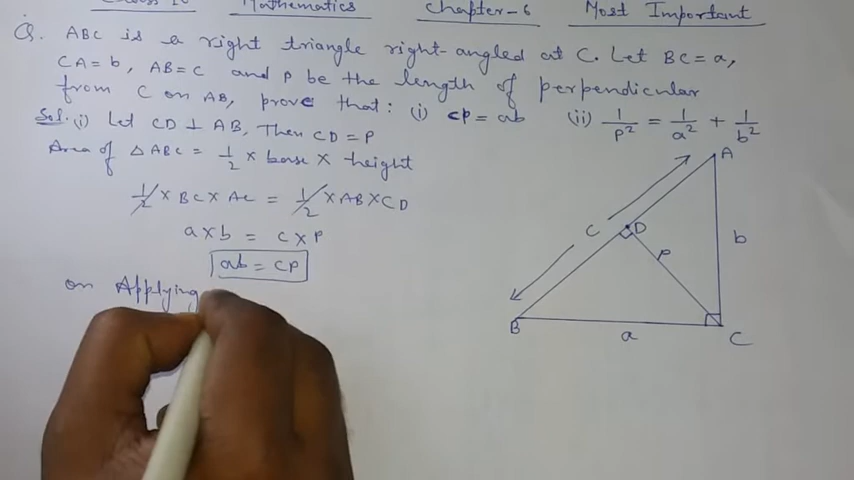 Mathematics Chapter-6 Most Important
Q. ABC is a right triangle right-angled at C. Let BC = a,
CA = b, AB = c and p be the length of perpendicular
from C on AB, prove that: (i) cp = ab (ii) 1/p² = 1/a² + 1/b²
Sol. (i) Let CD ⊥ AB, Then CD = P
Area of △ABC = 1/2 × base × height
1/2 × BC × AC = 1/2 × AB × CD
a × b = c × p
ab = cp
on Applying
A
D
c
b
p
B
a
C